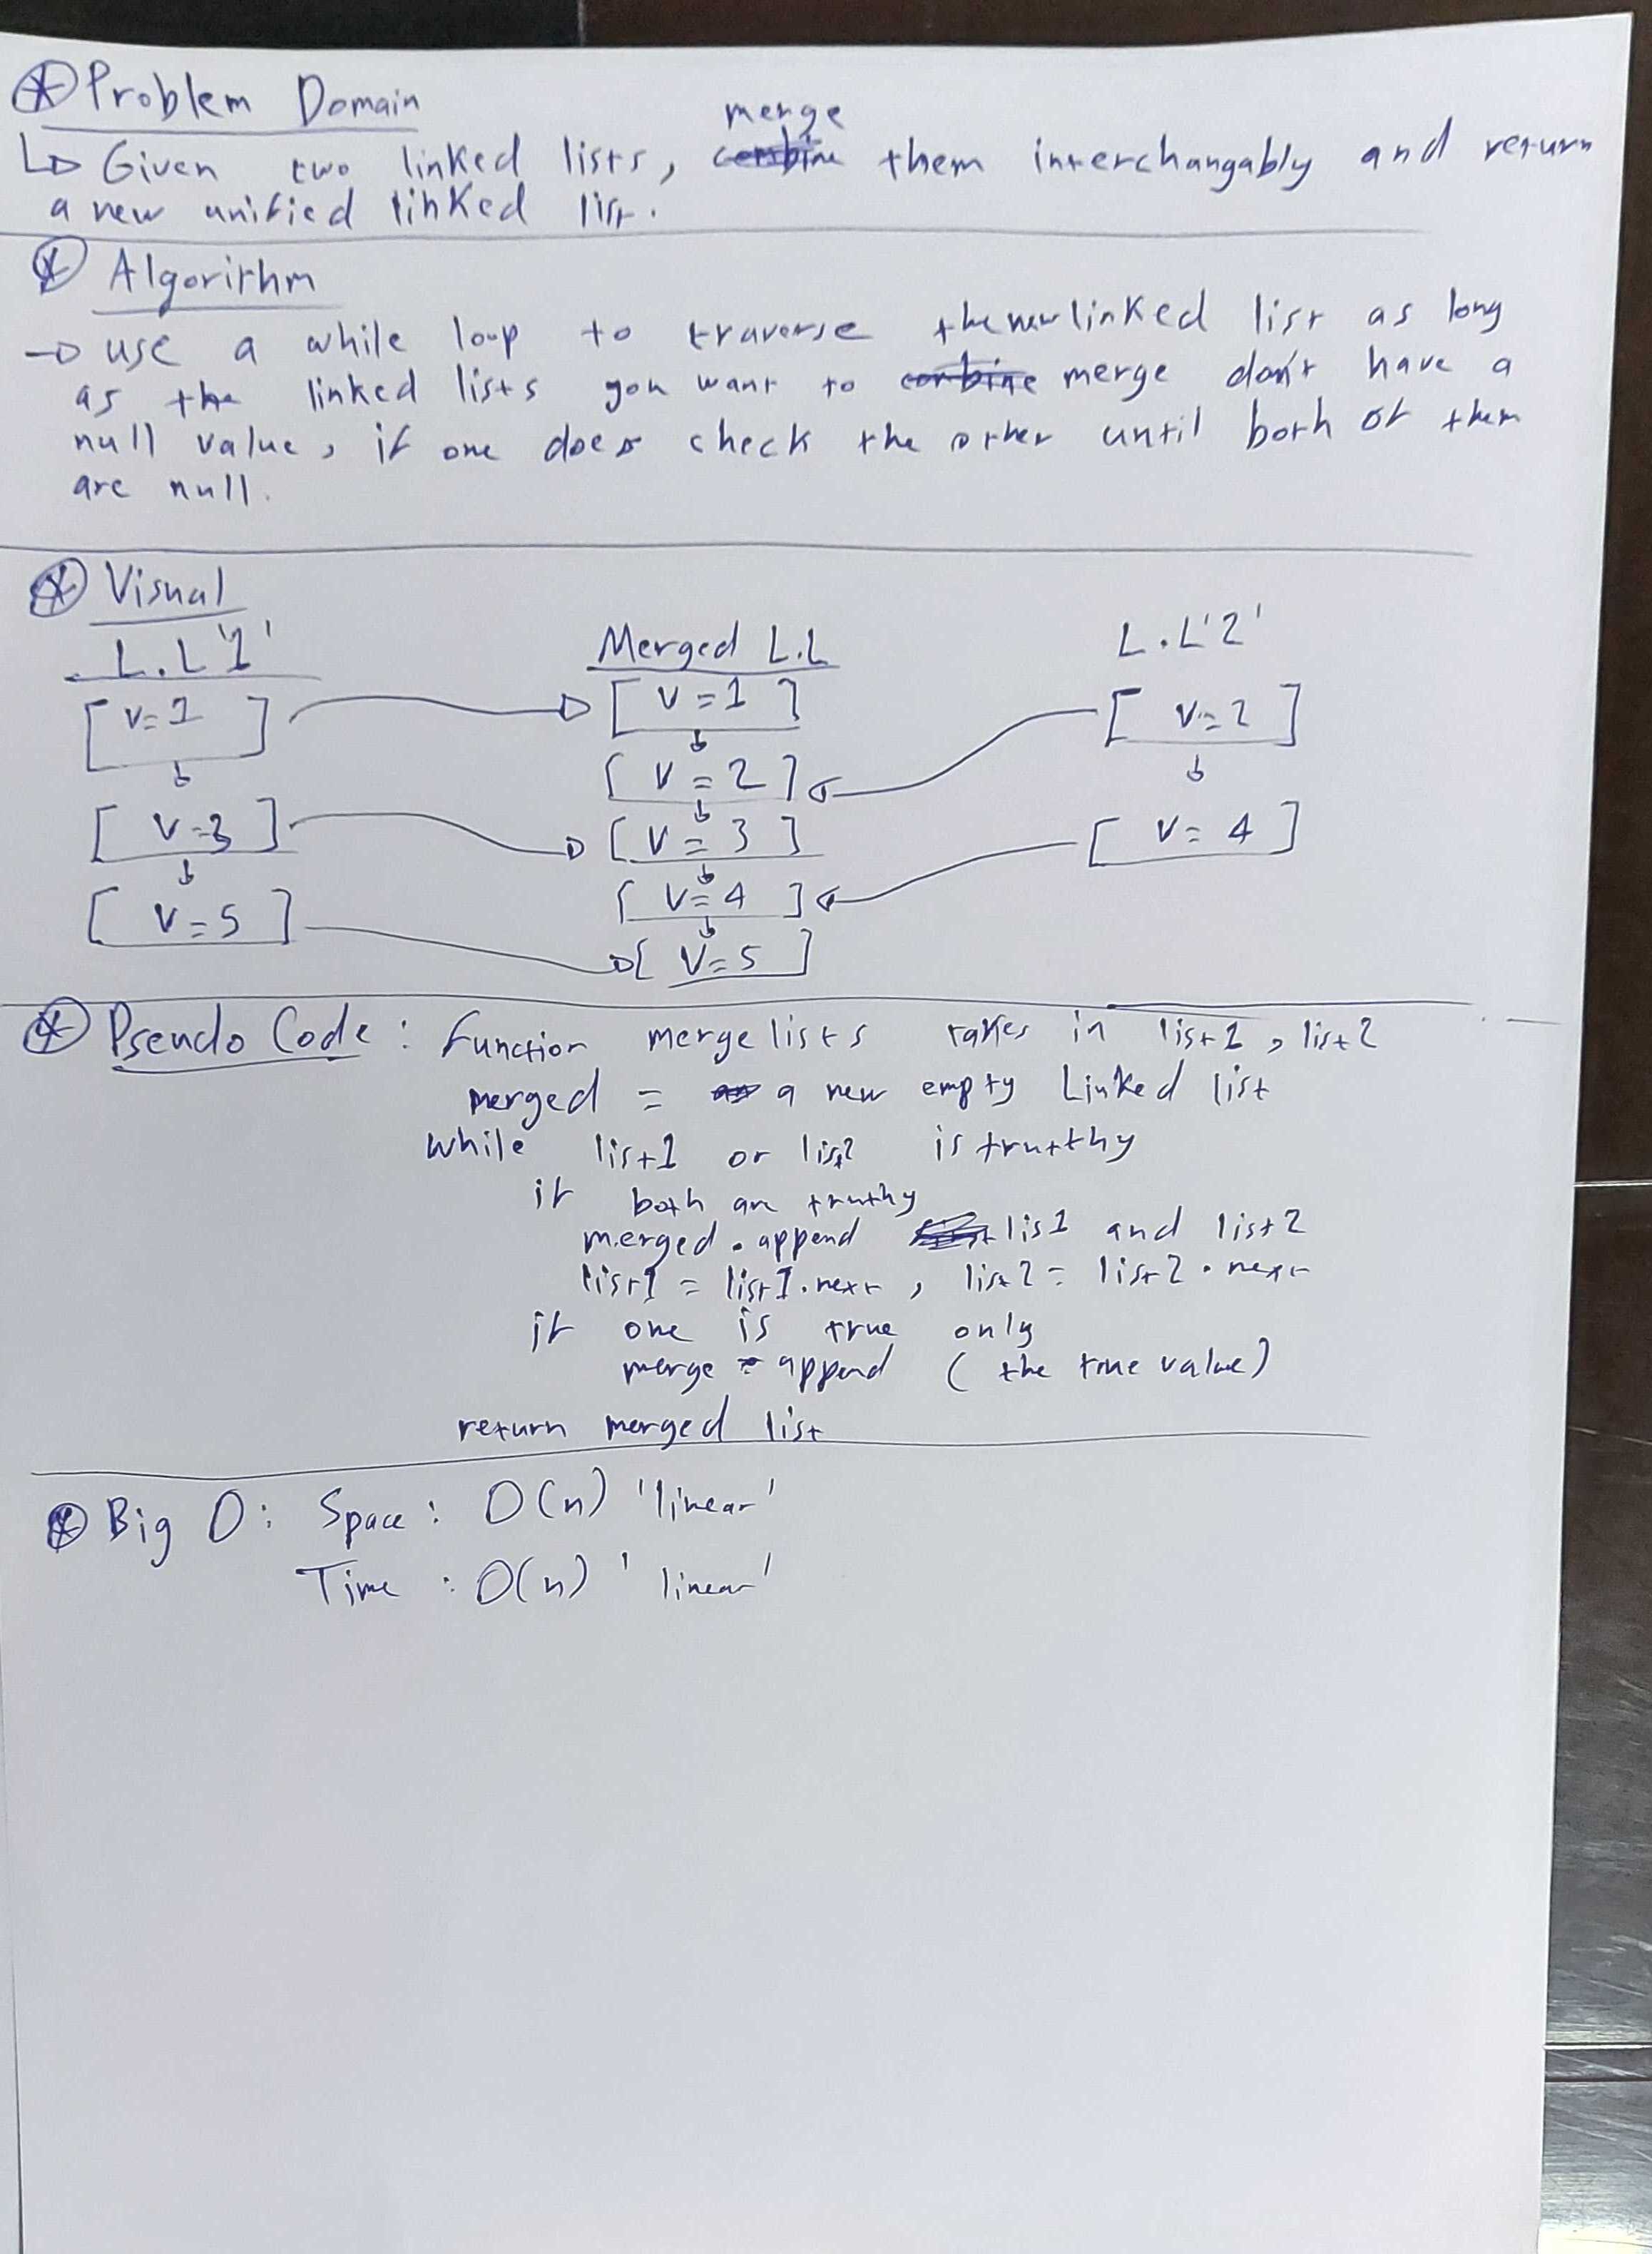 Problem Domain
merge
Given two linked lists, combine them interchangably and return
a new unified linked list.
Algorithm
use a while loop to traverse the new linked list as long
as the linked lists you want to combine merge don't have a
null value, if one does check the other until both of them
are null.
Visual
L.L '1' Merged L.L L.L '2'
[ V=1 ] [ V=1 ] [ V=2 ]
[ V=2 ]
[ V=3 ] [ V=3 ] [ V=4 ]
[ V=4 ]
[ V=5 ] [ V=5 ]
Pseudo Code: function merge lists takes in list1, list2
merged = a new empty Linked list
while list1 or list2 is truthy
if both are truthy
merged.append lis1 and list2
list1 = list1.next, list2 = list2.next
if one is true only
merge append (the true value)
return merged list
Big O: Space: O(n) 'linear'
Time: O(n) 'linear'